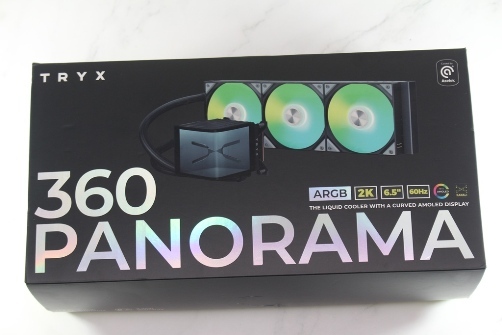 TRYX
360
PANORAMA
ARGB 2K 6.5" 60Hz
THE LIQUID COOLER WITH A CURVED AMOLED DISPLAY